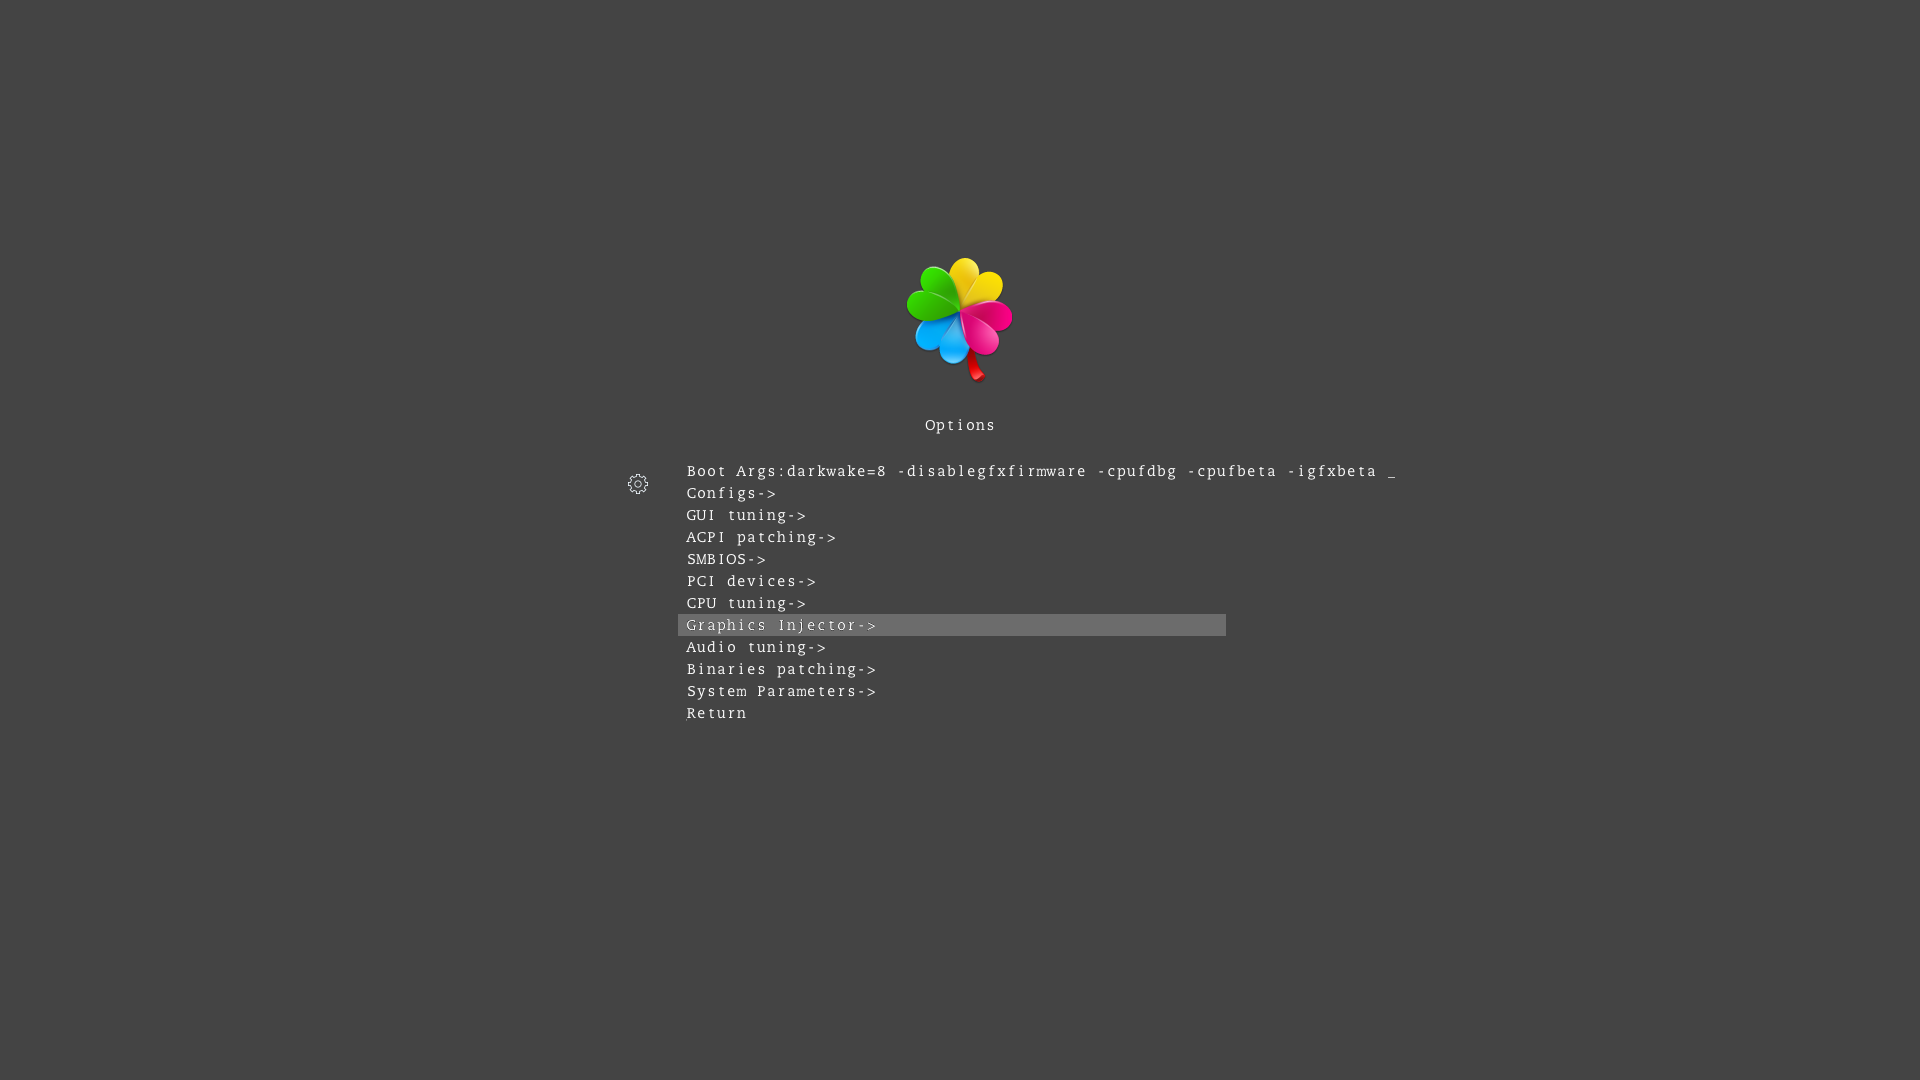 Options
Boot Args:darkwake=8 -disablegfxfirmware -cpufdbg -cpufbeta -igfxbeta _
Configs->
GUI tuning->
ACPI patching->
SMBIOS->
PCI devices->
CPU tuning->
Graphics Injector->
Audio tuning->
Binaries patching->
System Parameters->
Return